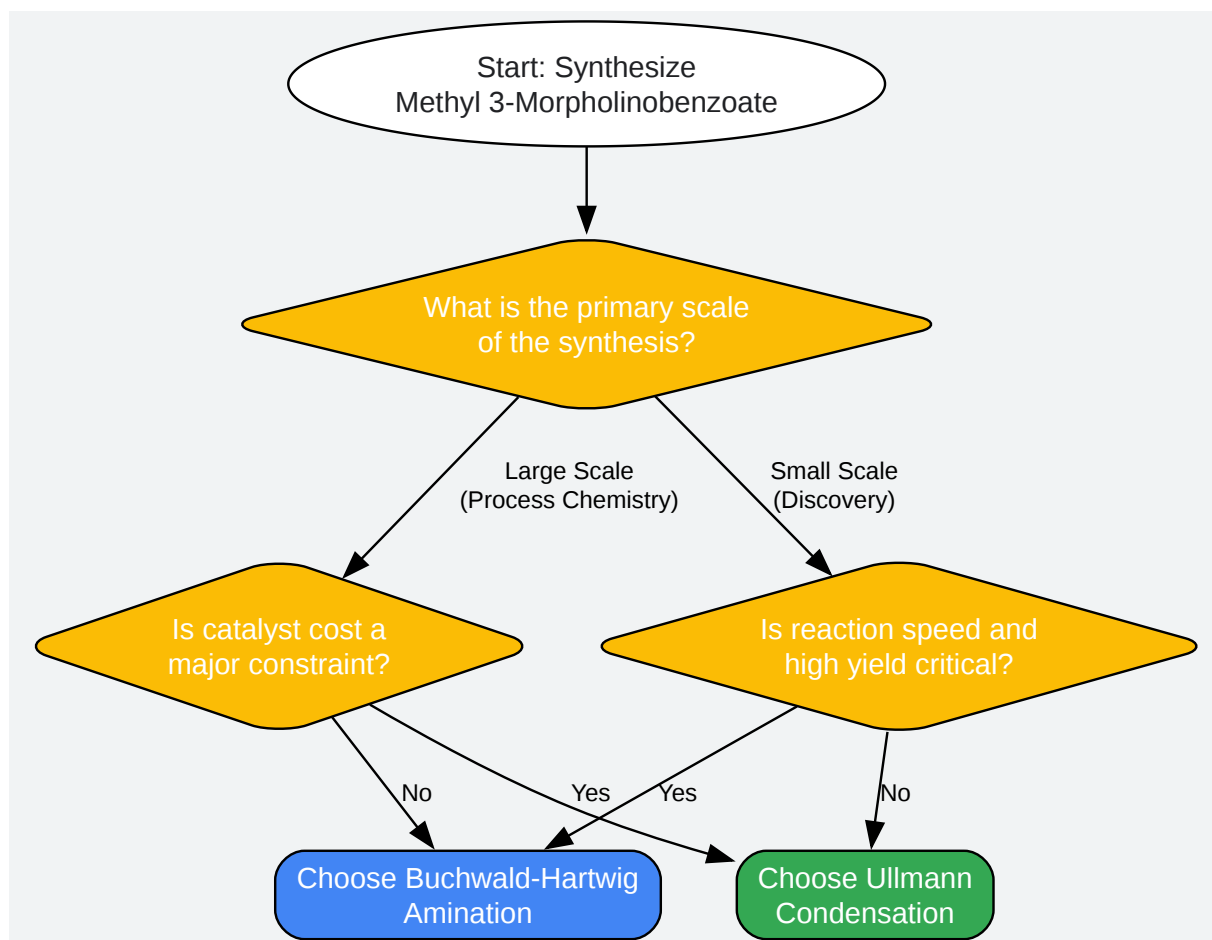 Start: Synthesize
Methyl 3-Morpholinobenzoate
What is the primary scale
of the synthesis?
Large Scale
(Process Chemistry)
Small Scale
(Discovery)
Is catalyst cost a
major constraint?
Is reaction speed and
high yield critical?
No
Yes
Yes
No
Choose Buchwald-Hartwig
Amination
Choose Ullmann
Condensation